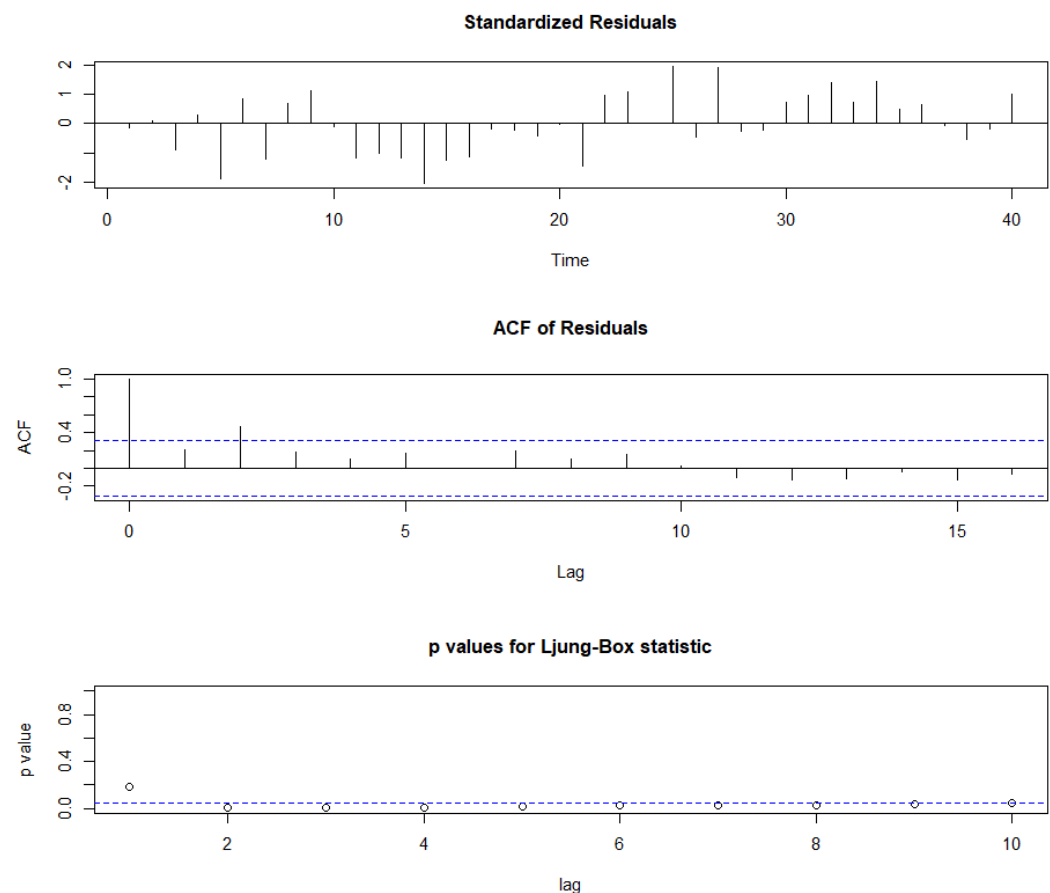 Standardized Residuals
2
1
0
-2
0 10 20 30 40
Time
ACF of Residuals
ACF
1.0
0.4
-0.2
0 5 10 15
Lag
p values for Ljung-Box statistic
p value
0.8
0.4
0.0
2 4 6 8 10
lag